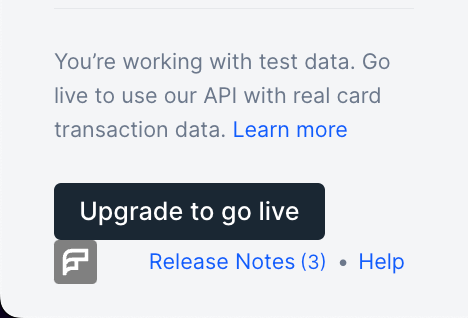 You’re working with test data. Go
live to use our API with real card
transaction data. Learn more
Upgrade to go live
Release Notes (3) • Help